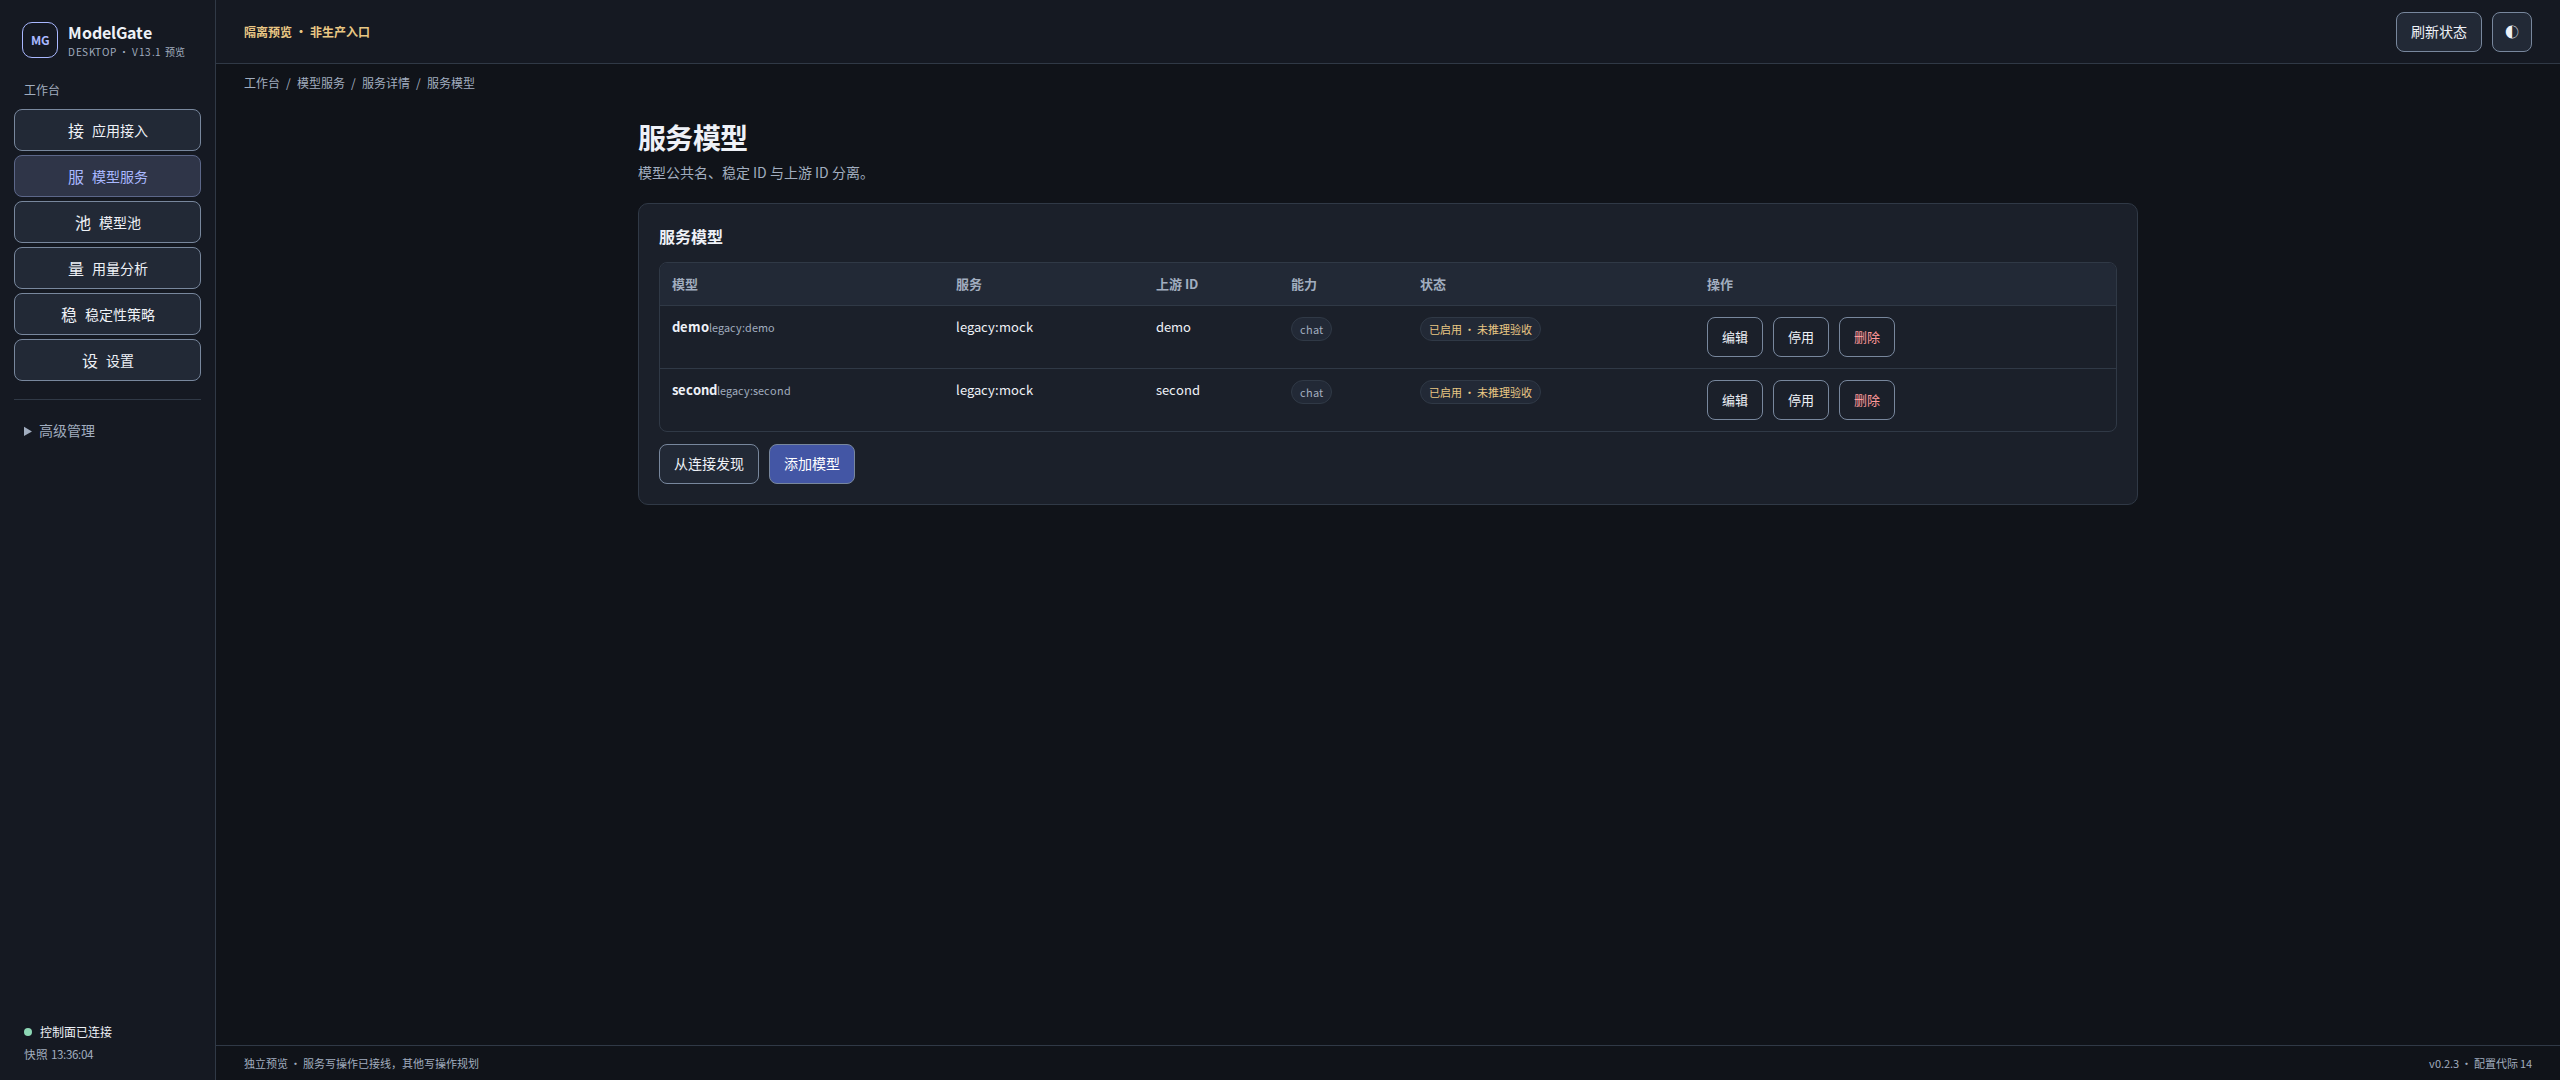 MG ModelGate
DESKTOP · V13.1 预览
工作台
接 应用接入
服 模型服务
池 模型池
量 用量分析
稳 稳定性策略
设 设置
▶ 高级管理
控制面已连接
快照 13:36:04
隔离预览 · 非生产入口
刷新状态
工作台 / 模型服务 / 服务详情 / 服务模型
服务模型
模型公共名、稳定 ID 与上游 ID 分离。
服务模型
模型 服务 上游 ID 能力 状态 操作
demolegacy:demo legacy:mock demo chat 已启用 · 未推理验收 编辑 停用 删除
secondlegacy:second legacy:mock second chat 已启用 · 未推理验收 编辑 停用 删除
从连接发现 添加模型
独立预览 · 服务写操作已接线，其他写操作规划
v0.2.3 · 配置代际 14